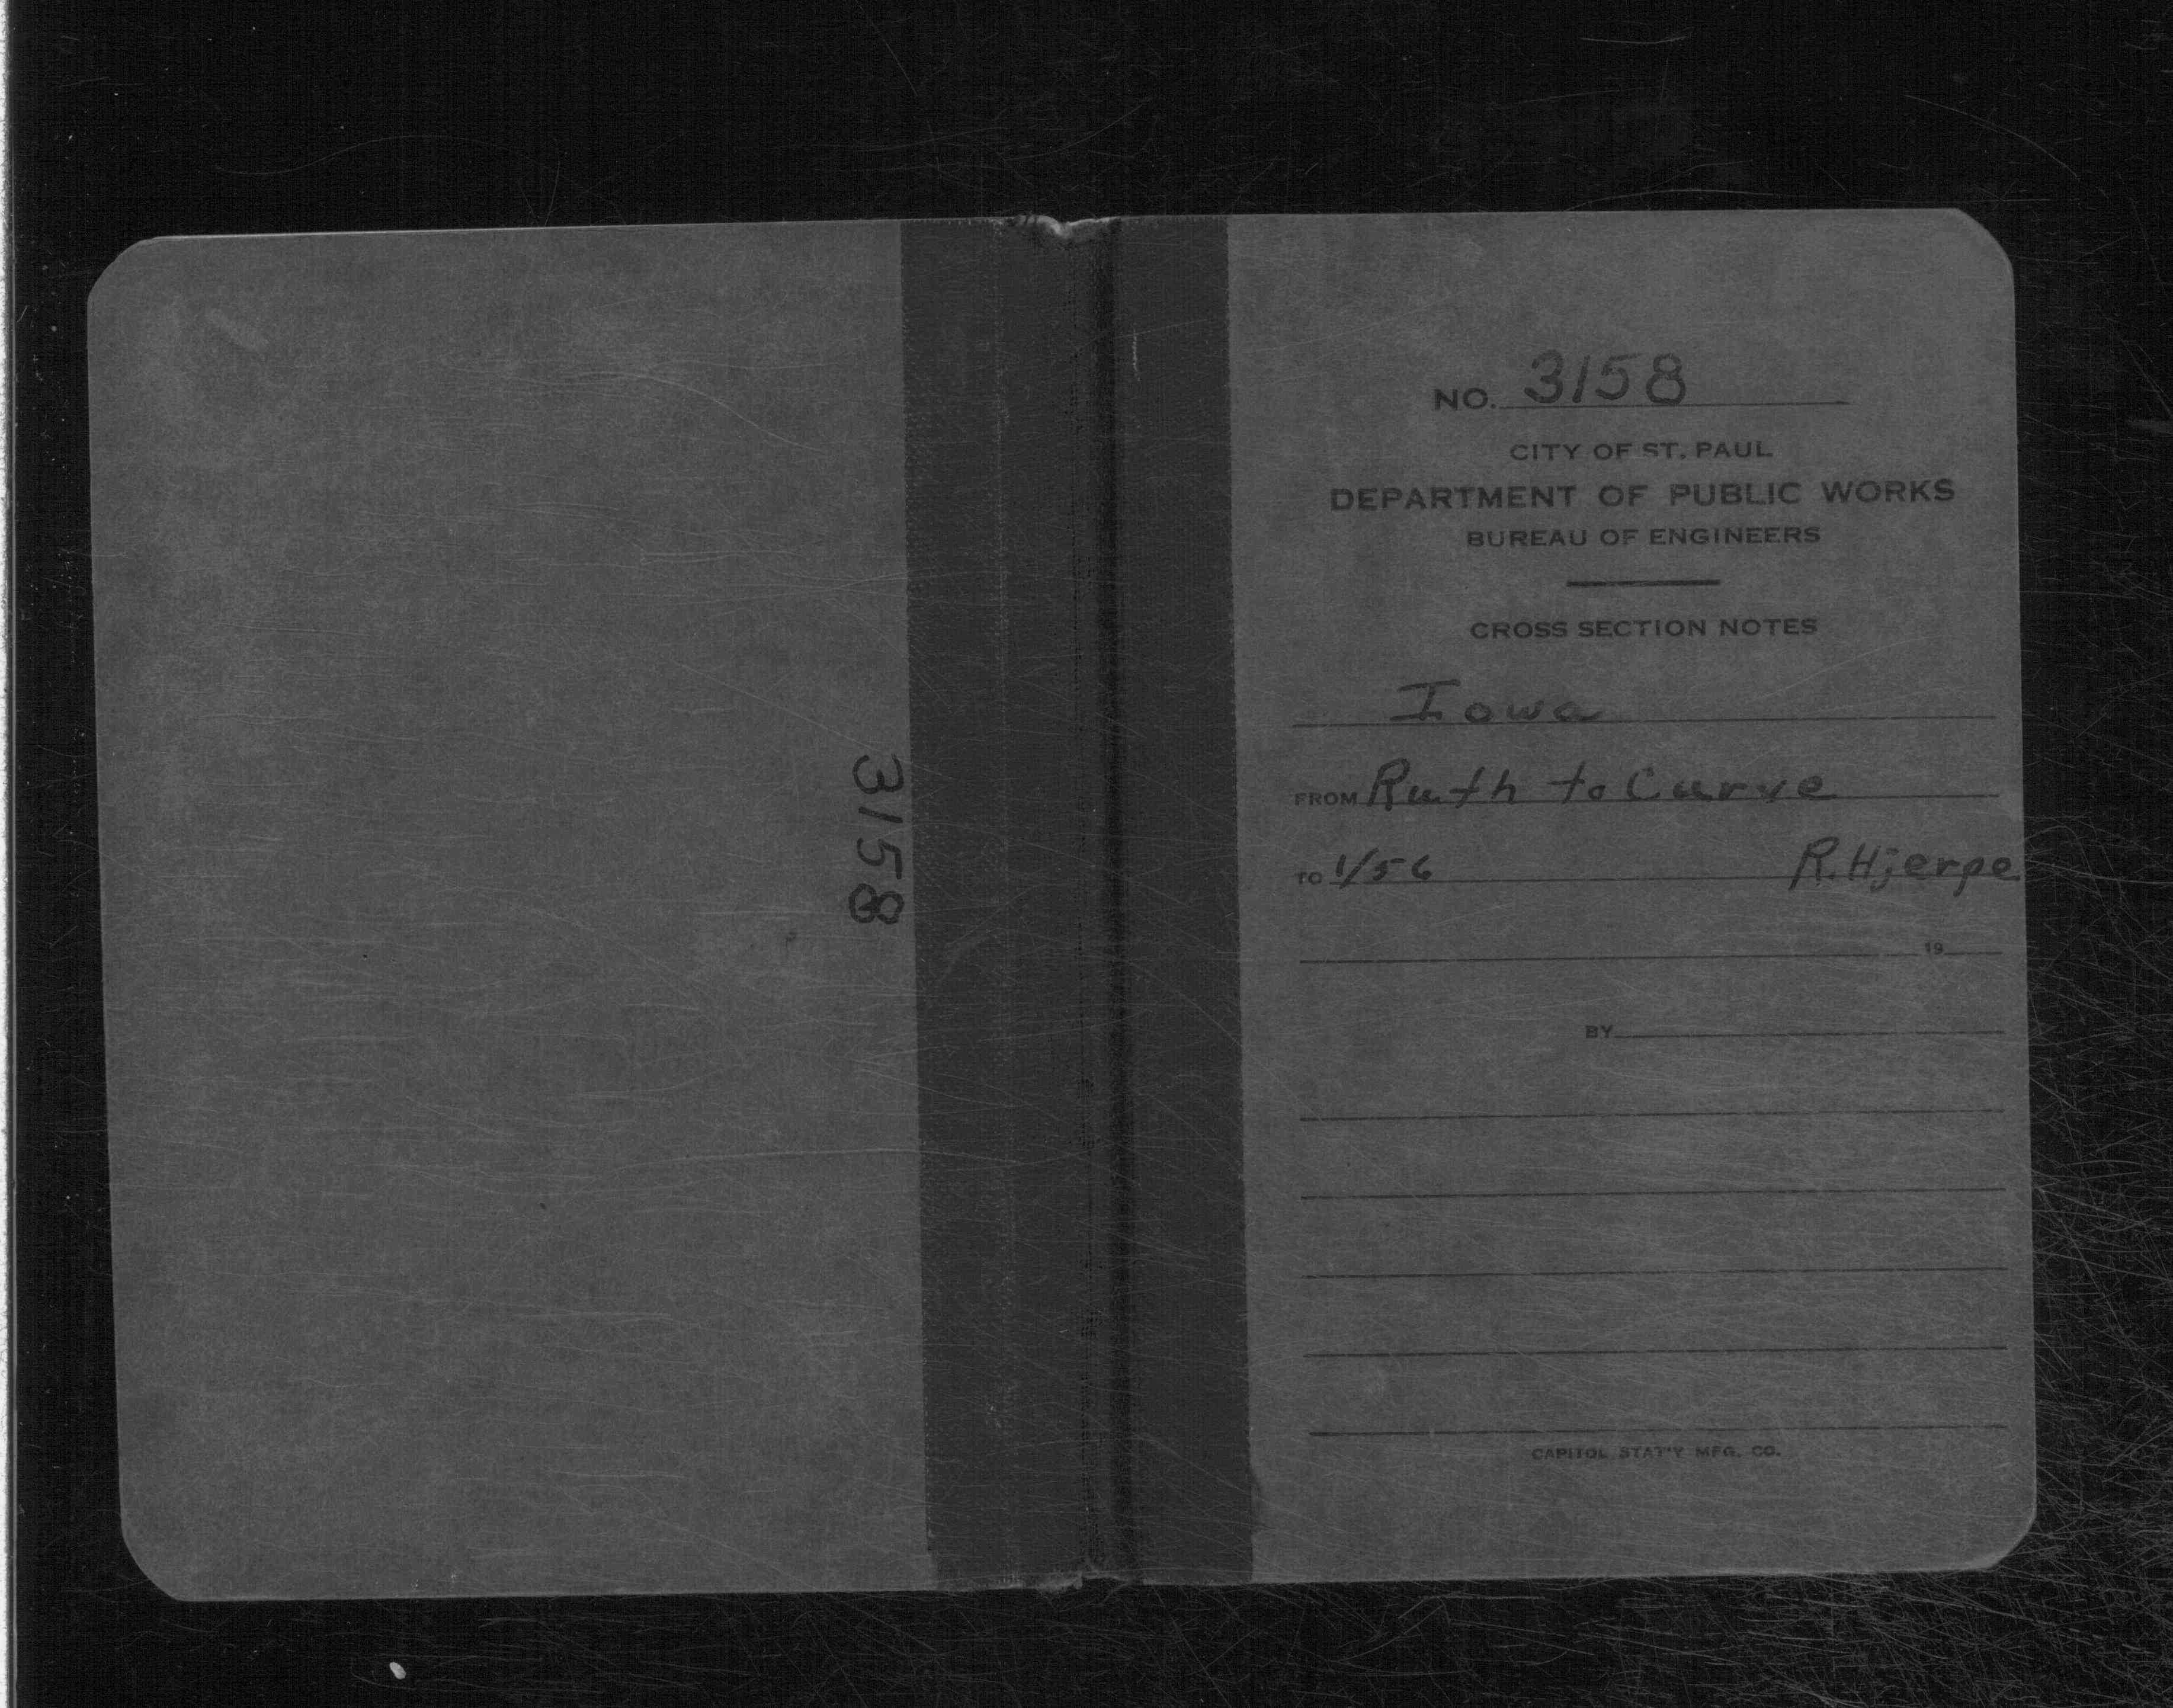 3158
NO. 3158
CITY OF ST. PAUL
DEPARTMENT OF PUBLIC WORKS
BUREAU OF ENGINEERS
CROSS SECTION NOTES
Iowa
FROM Ruth to Curve
TO 1/56 R. Hjerpe
19
BY
CAPITOL STAT'Y MFG. CO.